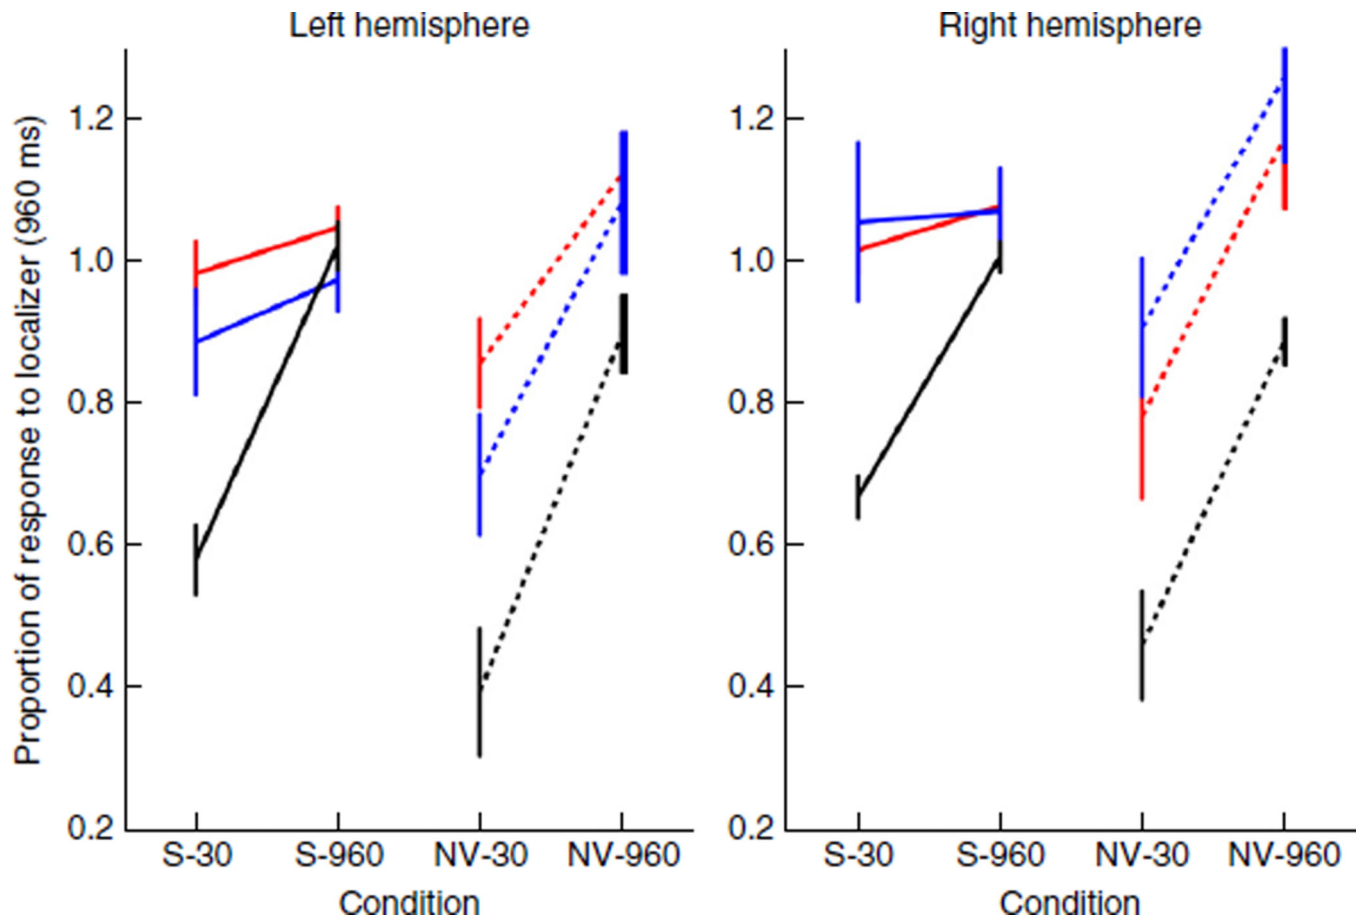 Left hemisphere
Right hemisphere
Proportion of response to localizer (960 ms)
1.2
1.0
0.8
0.6
0.4
0.2
S-30 S-960 NV-30 NV-960
Condition
1.2
1.0
0.8
0.6
0.4
0.2
S-30 S-960 NV-30 NV-960
Condition